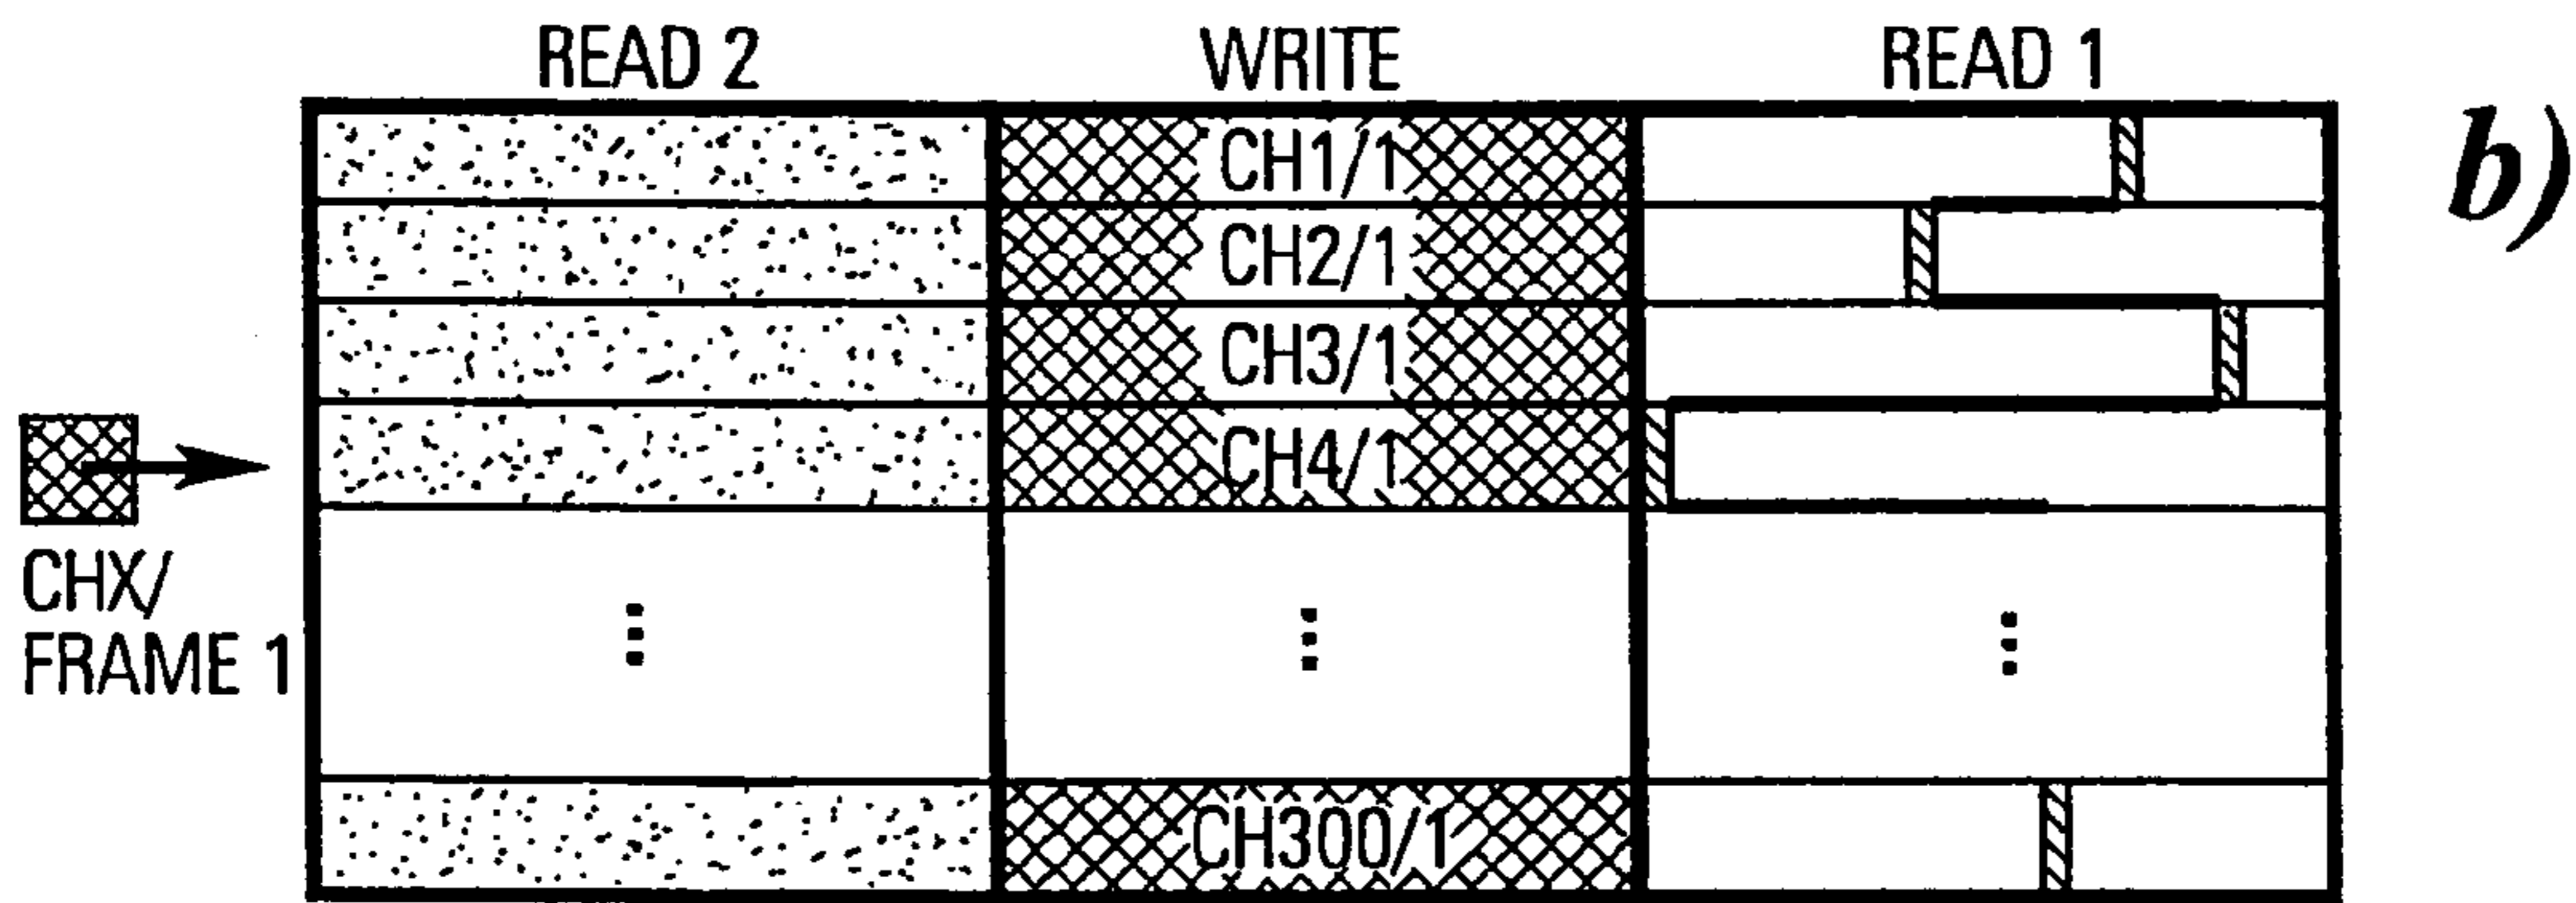 READ 2 WRITE READ 1
b)
CH1/1
CH2/1
CH3/1
CH4/1
CHX/
FRAME 1
CH300/1